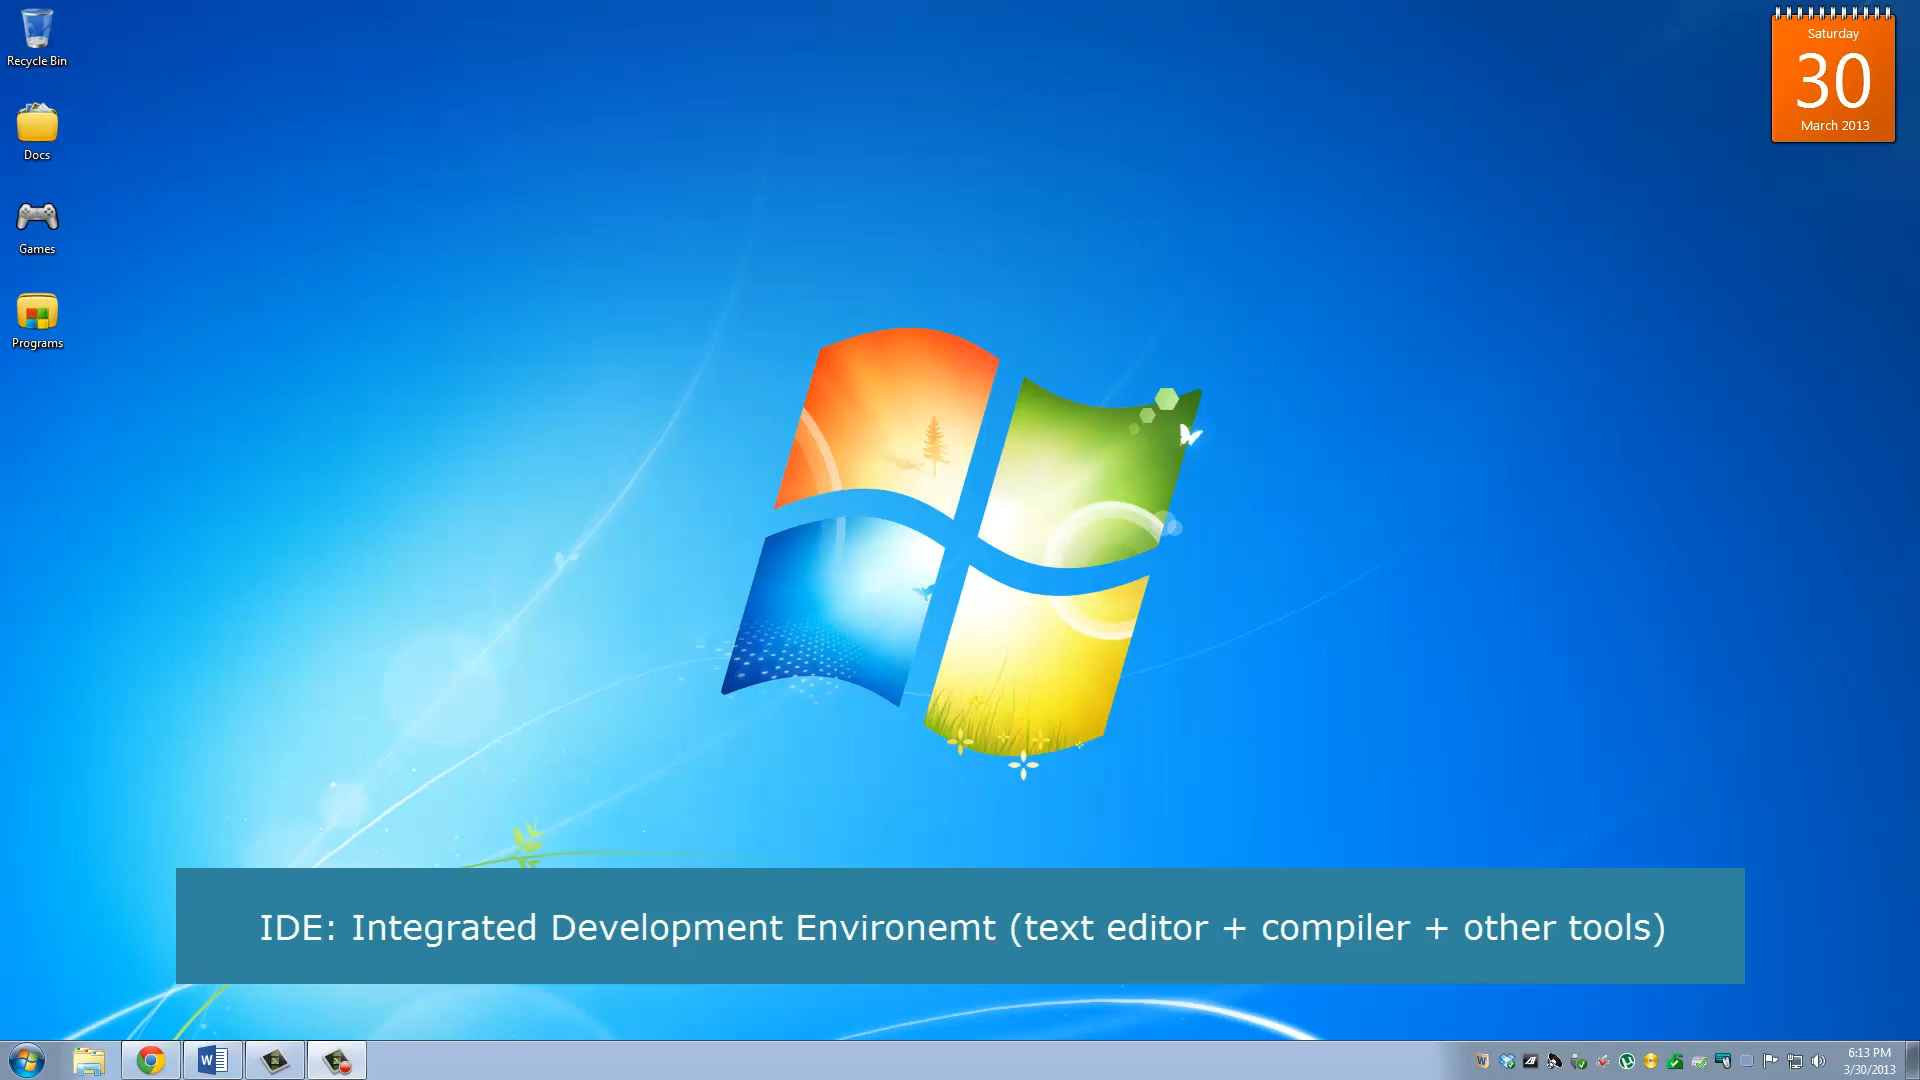 Recycle Bin
Docs
Games
Programs
Saturday
30
March 2013
IDE: Integrated Development Environemt (text editor + compiler + other tools)
6:13 PM
3/30/2013